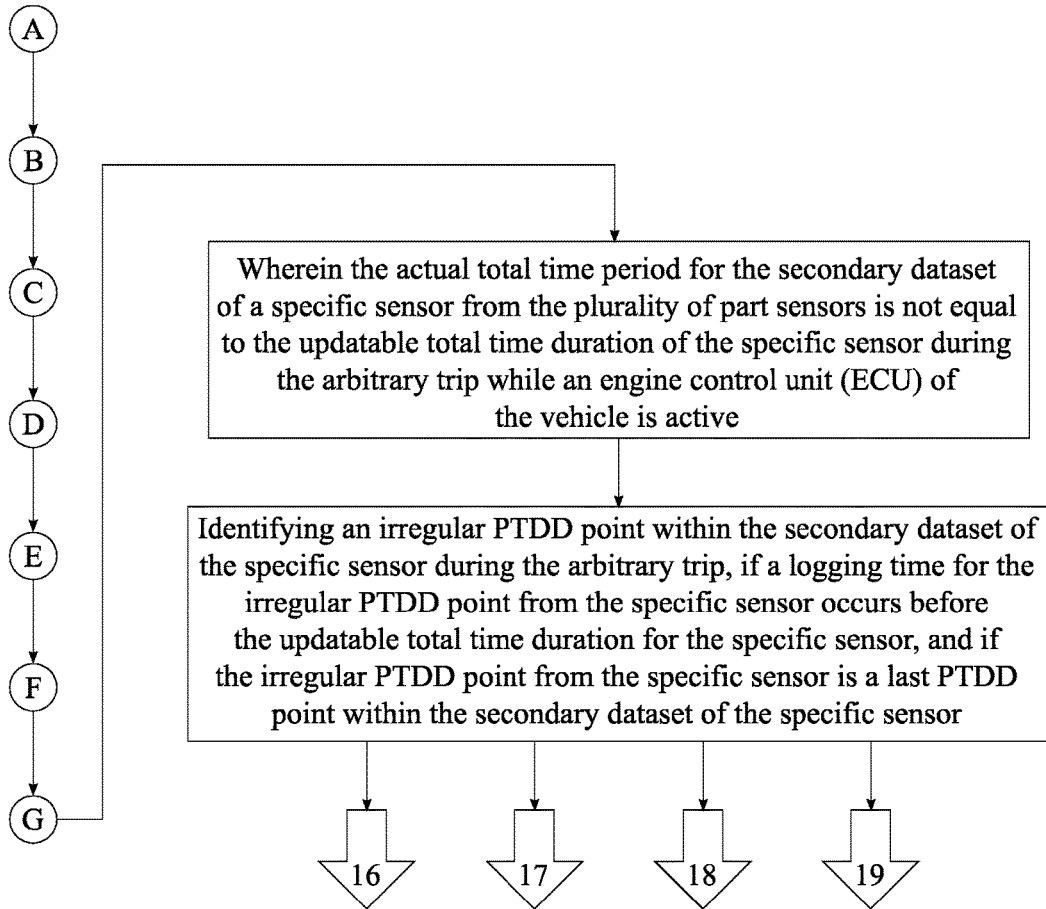 A
B
C
D
E
F
G
Wherein the actual total time period for the secondary dataset
of a specific sensor from the plurality of part sensors is not equal
to the updatable total time duration of the specific sensor during
the arbitrary trip while an engine control unit (ECU) of
the vehicle is active
Identifying an irregular PTDD point within the secondary dataset of
the specific sensor during the arbitrary trip, if a logging time for the
irregular PTDD point from the specific sensor occurs before
the updatable total time duration for the specific sensor, and if
the irregular PTDD point from the specific sensor is a last PTDD
point within the secondary dataset of the specific sensor
16
17
18
19